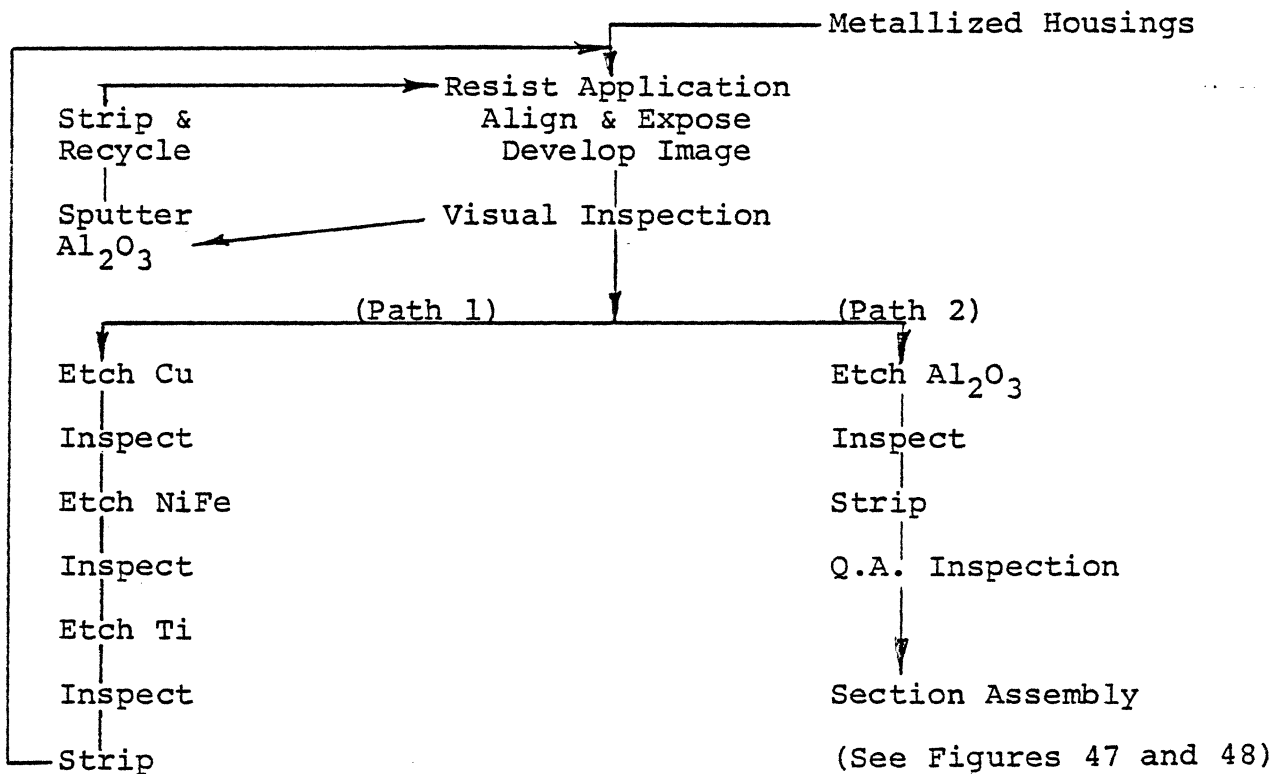 Metallized Housings
Resist Application
Align & Expose
Develop Image
Strip &
Recycle
Sputter
Al2O3
Visual Inspection
(Path 1)
(Path 2)
Etch Cu
Inspect
Etch NiFe
Inspect
Etch Ti
Inspect
Strip
Etch Al2O3
Inspect
Strip
Q.A. Inspection
Section Assembly
(See Figures 47 and 48)